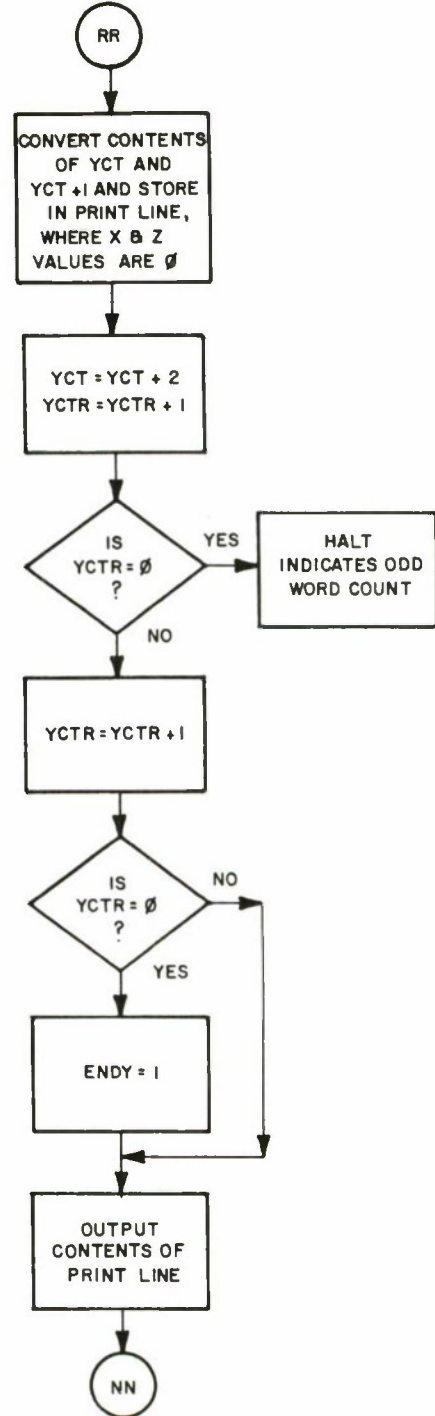 RR
CONVERT CONTENTS
OF YCT AND
YCT +1 AND STORE
IN PRINT LINE,
WHERE X & Z
VALUES ARE Ø
YCT = YCT + 2
YCTR = YCTR + 1
IS
YCTR = Ø
?
YES
HALT
INDICATES ODD
WORD COUNT
NO
YCTR = YCTR + 1
IS
YCTR = Ø
?
NO
YES
ENDY = 1
OUTPUT
CONTENTS OF
PRINT LINE
NN